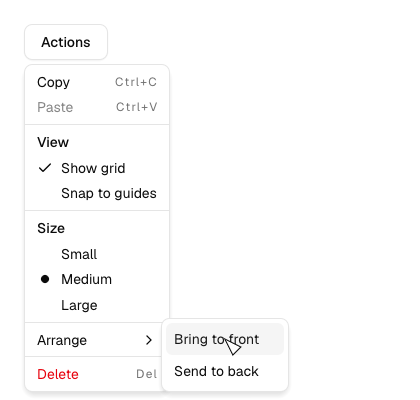 Actions
Copy Ctrl+C
Paste Ctrl+V
View
Show grid
Snap to guides
Size
Small
Medium
Large
Arrange
Bring to front
Send to back
Delete Del